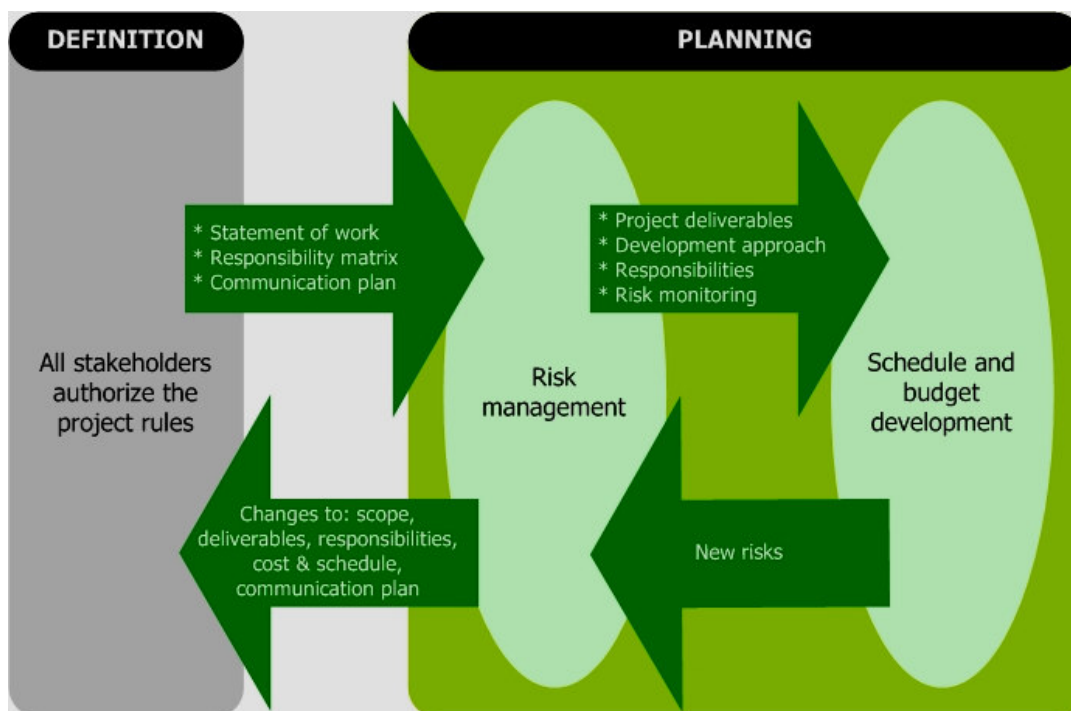 DEFINITION
PLANNING
* Statement of work
* Responsibility matrix
* Communication plan
* Project deliverables
* Development approach
* Responsibilities
* Risk monitoring
All stakeholders
authorize the
project rules
Risk
management
Schedule and
budget
development
Changes to: scope,
deliverables, responsibilities,
cost & schedule,
communication plan
New risks